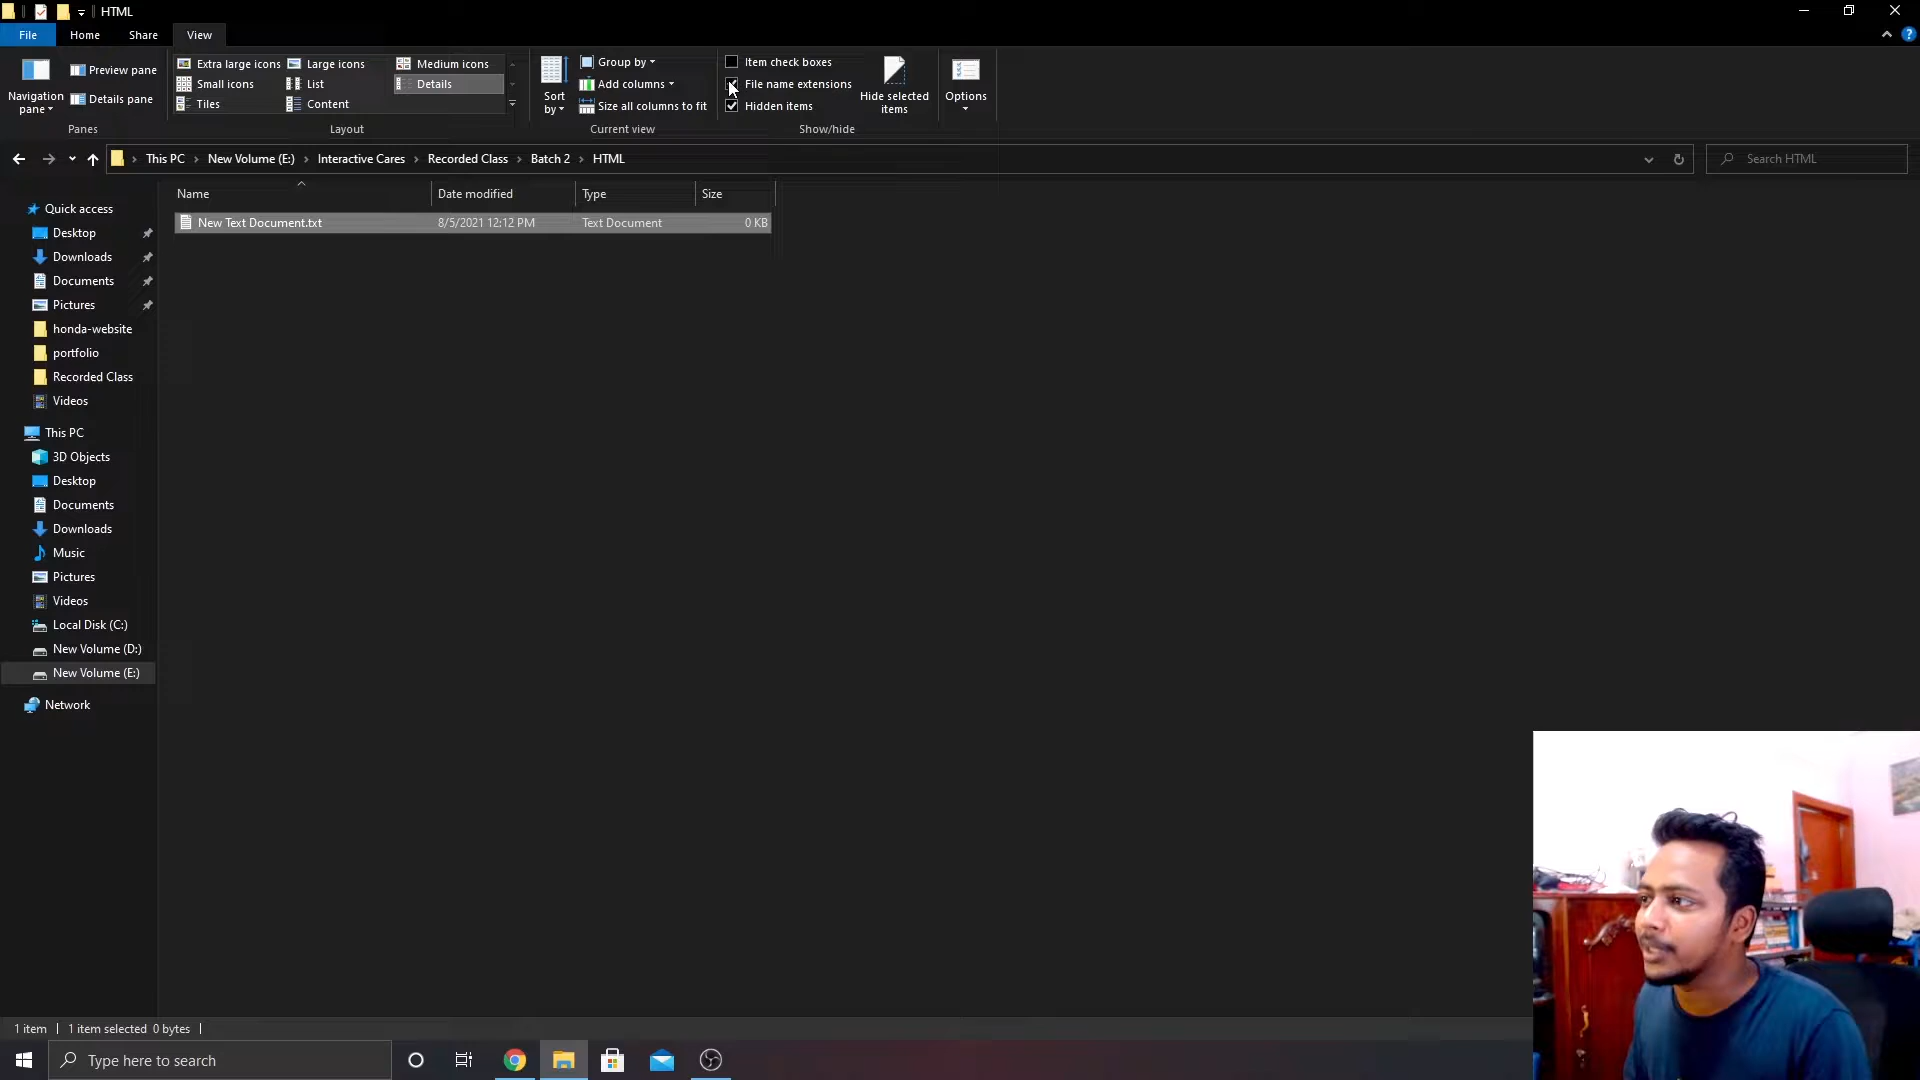 HTML
File Home Share View
Navigation pane
Preview pane
Details pane
Panes
Extra large icons Large icons Medium icons
Small icons List Details
Tiles Content
Layout
Sort by
Group by
Add columns
Size all columns to fit
Current view
Item check boxes
File name extensions
Hidden items
Show/hide
Hide selected items
Options
This PC New Volume (E:) Interactive Cares Recorded Class Batch 2 HTML
Search HTML
Name Date modified Type Size
New Text Document.txt 8/5/2021 12:12 PM Text Document 0 KB
Quick access
Desktop
Downloads
Documents
Pictures
honda-website
portfolio
Recorded Class
Videos
This PC
3D Objects
Desktop
Documents
Downloads
Music
Pictures
Videos
Local Disk (C:)
New Volume (D:)
New Volume (E:)
Network
1 item 1 item selected 0 bytes
Type here to search